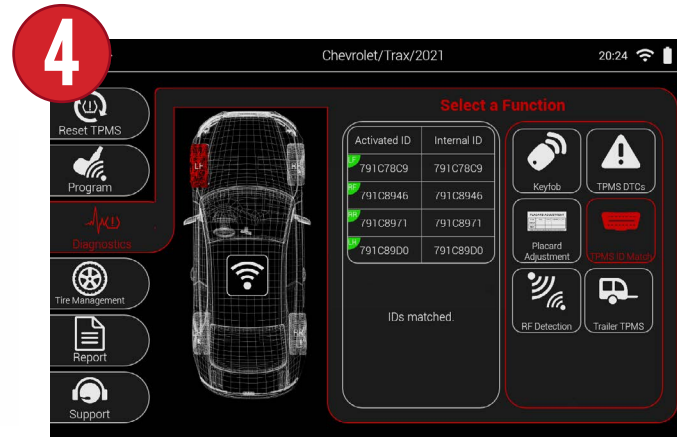 4
Chevrolet/Trax/2021
20:24
Reset TPMS
Program
Diagnostics
Tire Management
Report
Support
LF
Select a Function
Activated ID Internal ID
LF 791C78C9 791C78C9
RF 791C8946 791C8946
RR 791C8971 791C8971
LR 791C89D0 791C89D0
IDs matched.
Keyfob
TPMS DTCs
Placard
Adjustment
TPMS ID Match
RF Detection
Trailer TPMS